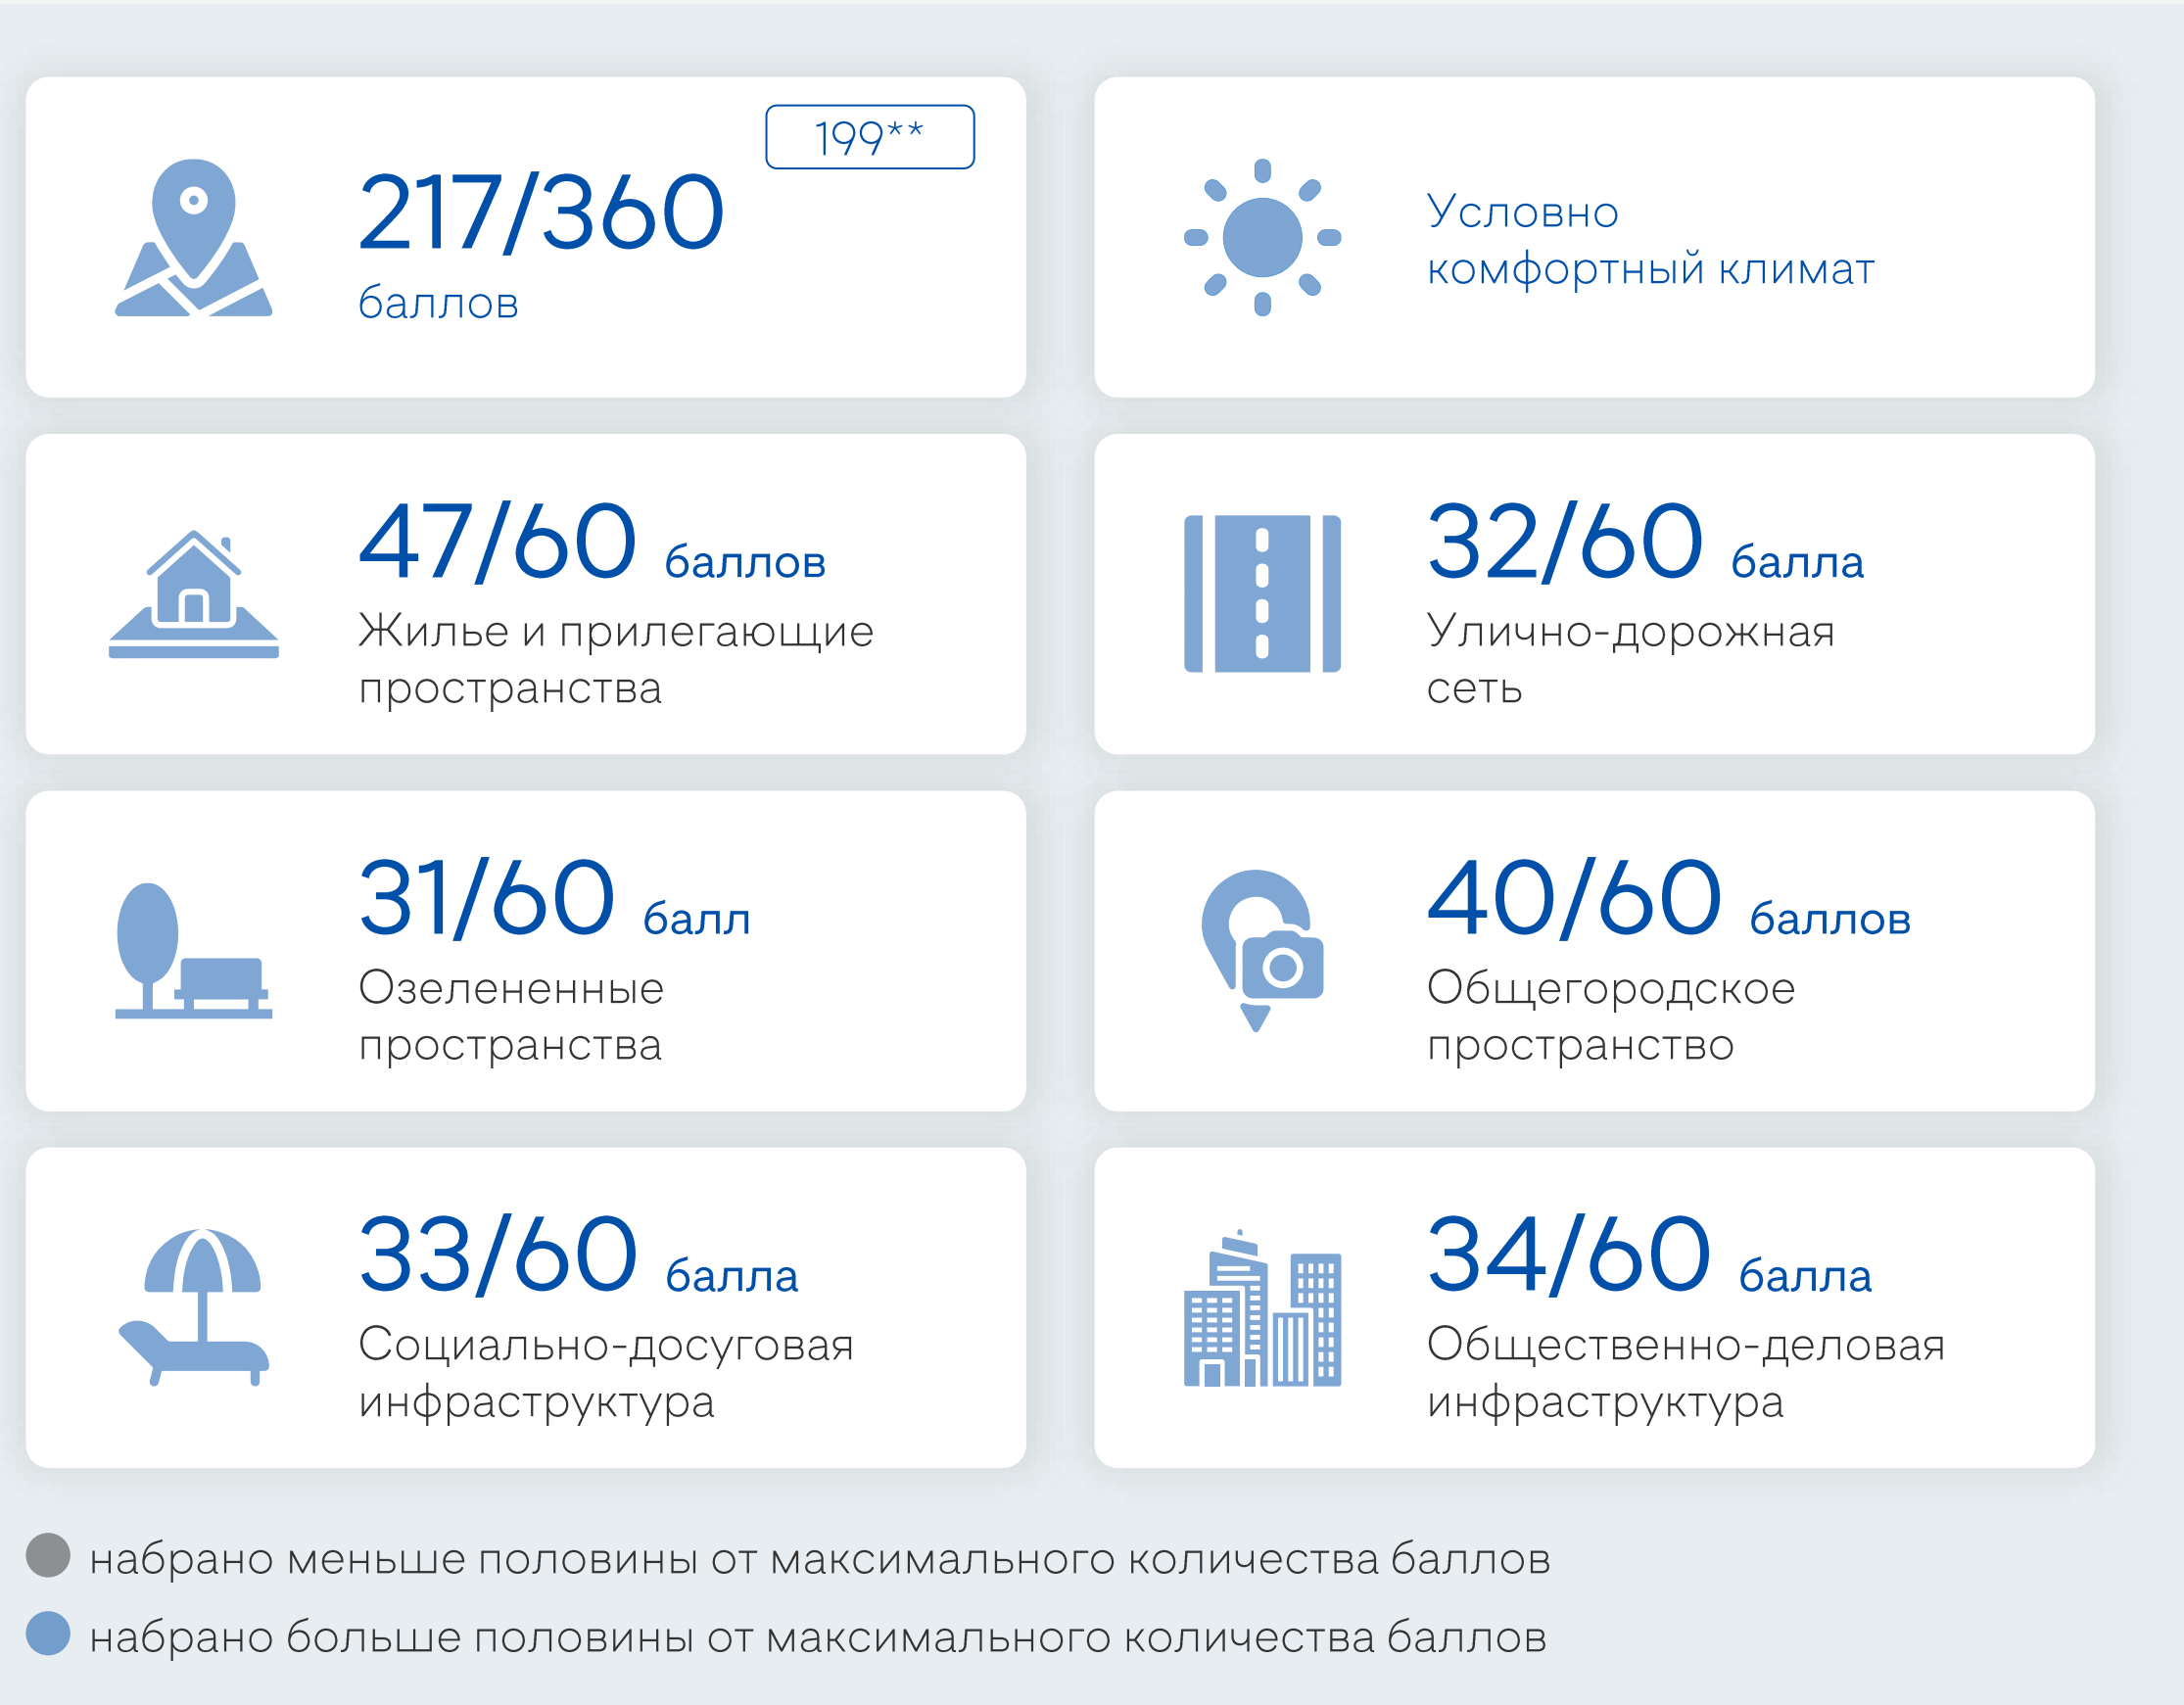 199**
217/360
баллов
Условно
комфортный климат
47/60 баллов
Жилье и прилегающие
пространства
32/60 балла
Улично-дорожная
сеть
31/60 балл
Озелененные
пространства
40/60 баллов
Общегородское
пространство
33/60 балла
Социально-досуговая
инфраструктура
34/60 балла
Общественно-деловая
инфраструктура
набрано меньше половины от максимального количества баллов
набрано больше половины от максимального количества баллов